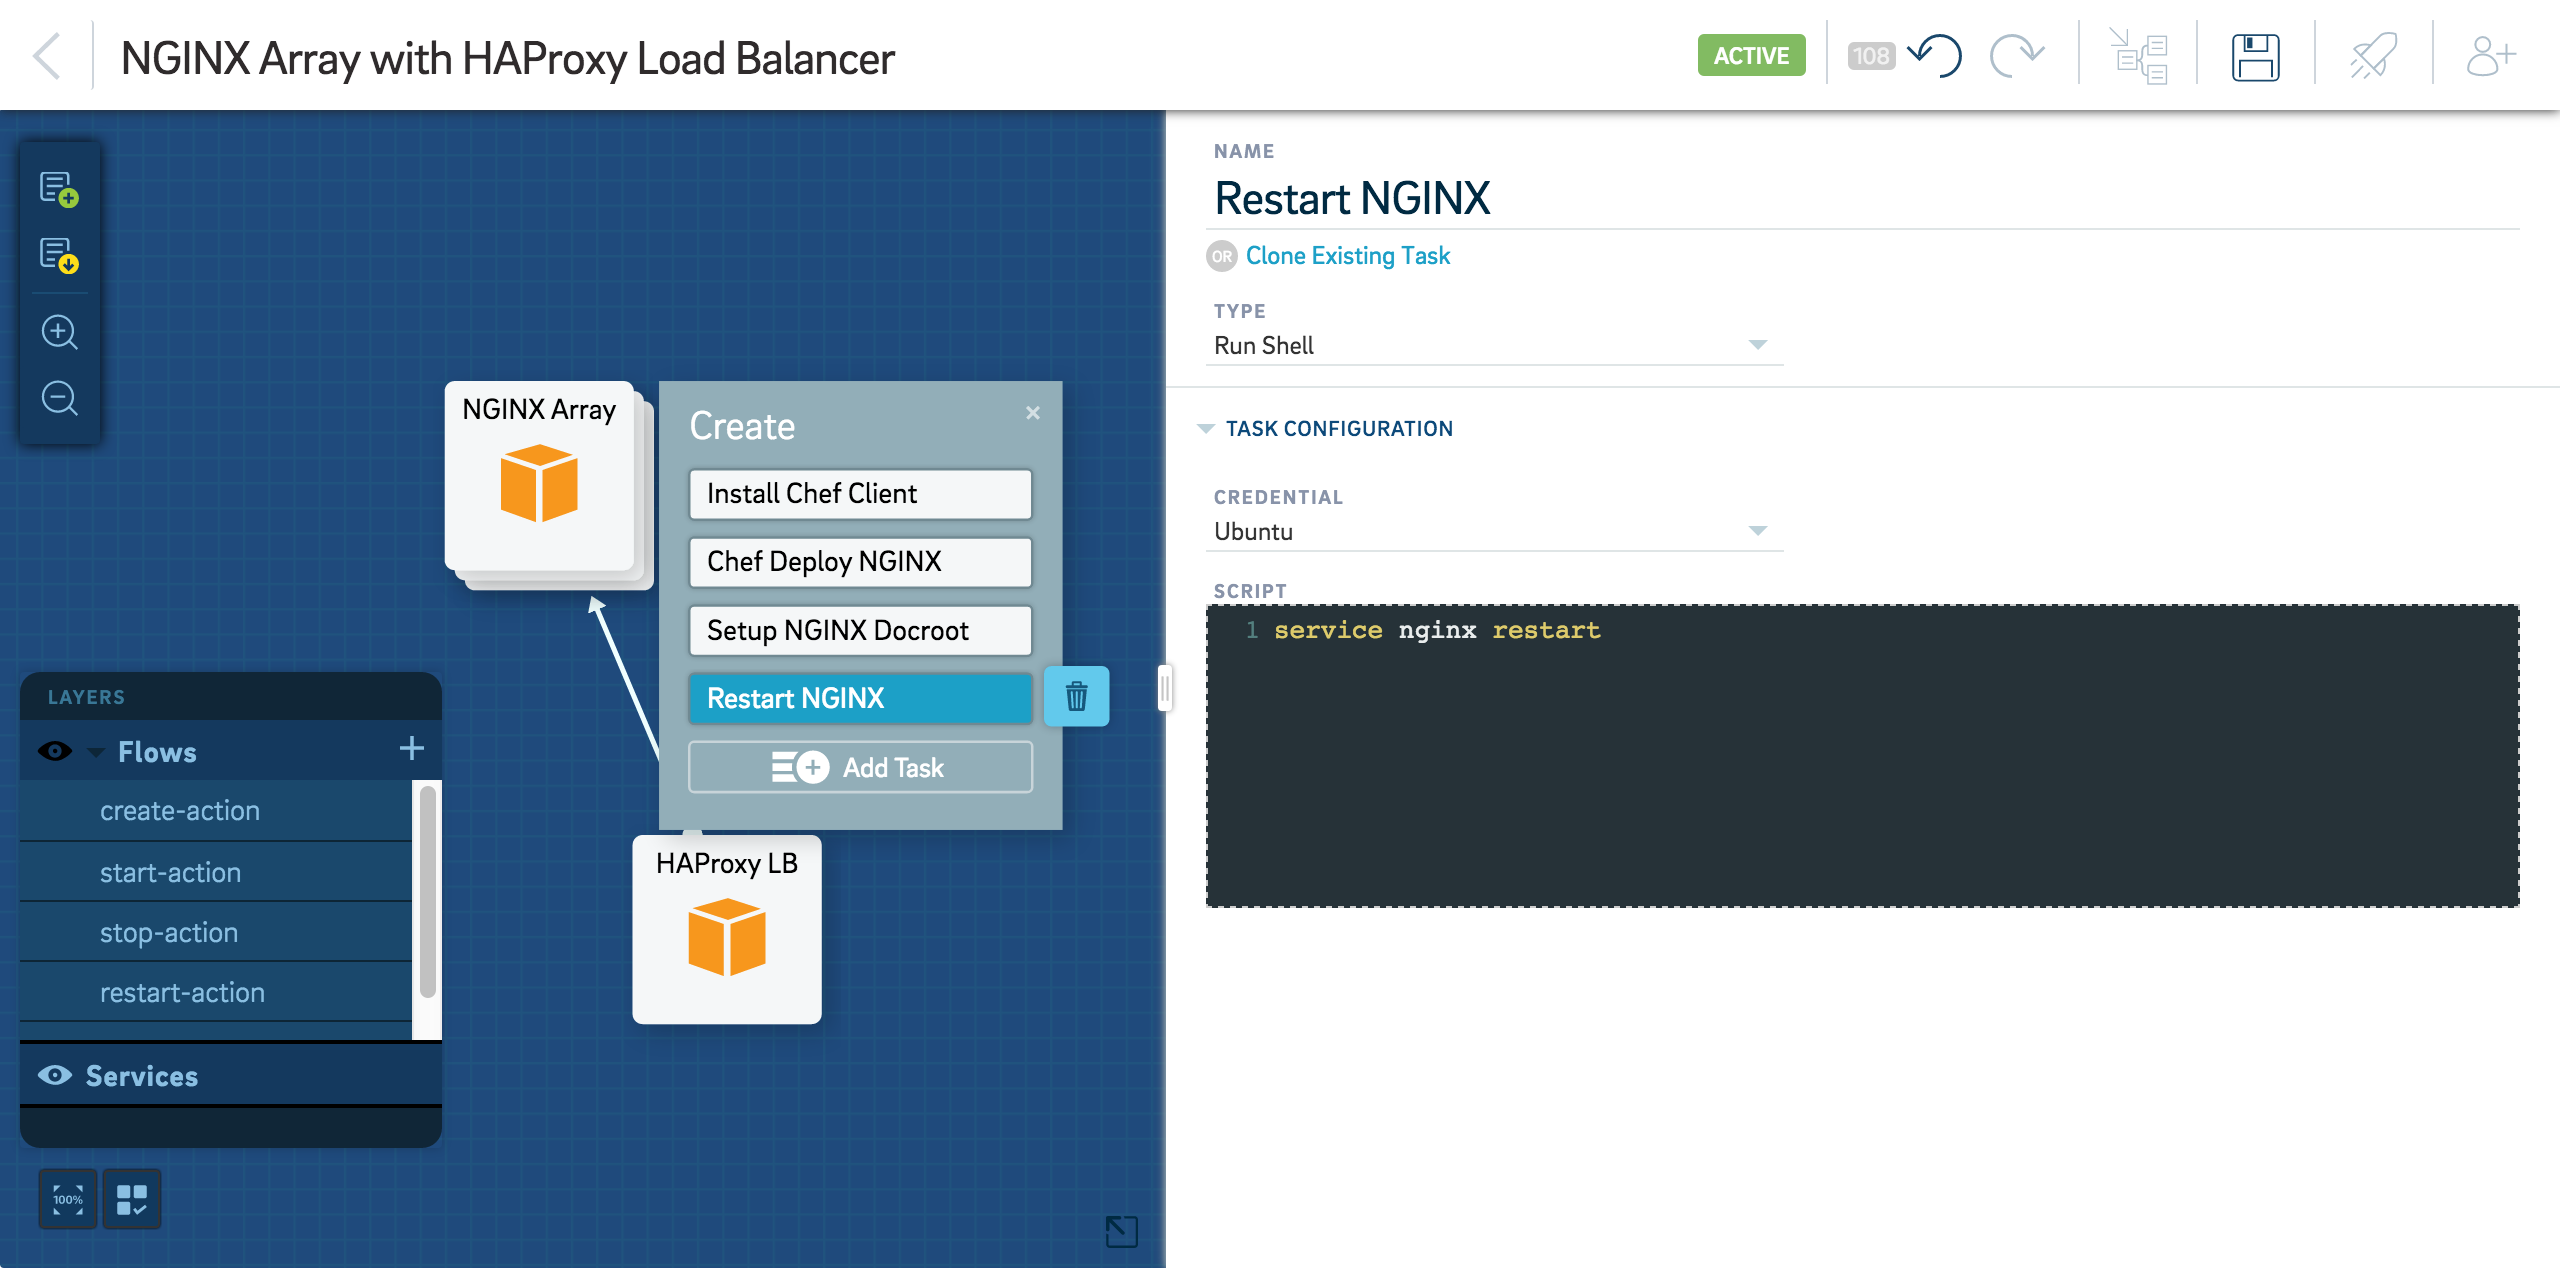 NGINX Array with HAProxy Load Balancer
ACTIVE
108
NAME
Restart NGINX
OR Clone Existing Task
TYPE
Run Shell
TASK CONFIGURATION
CREDENTIAL
Ubuntu
SCRIPT
1 service nginx restart
NGINX Array
Create
×
Install Chef Client
Chef Deploy NGINX
Setup NGINX Docroot
Restart NGINX
Add Task
HAProxy LB
LAYERS
Flows
create-action
start-action
stop-action
restart-action
Services
100%